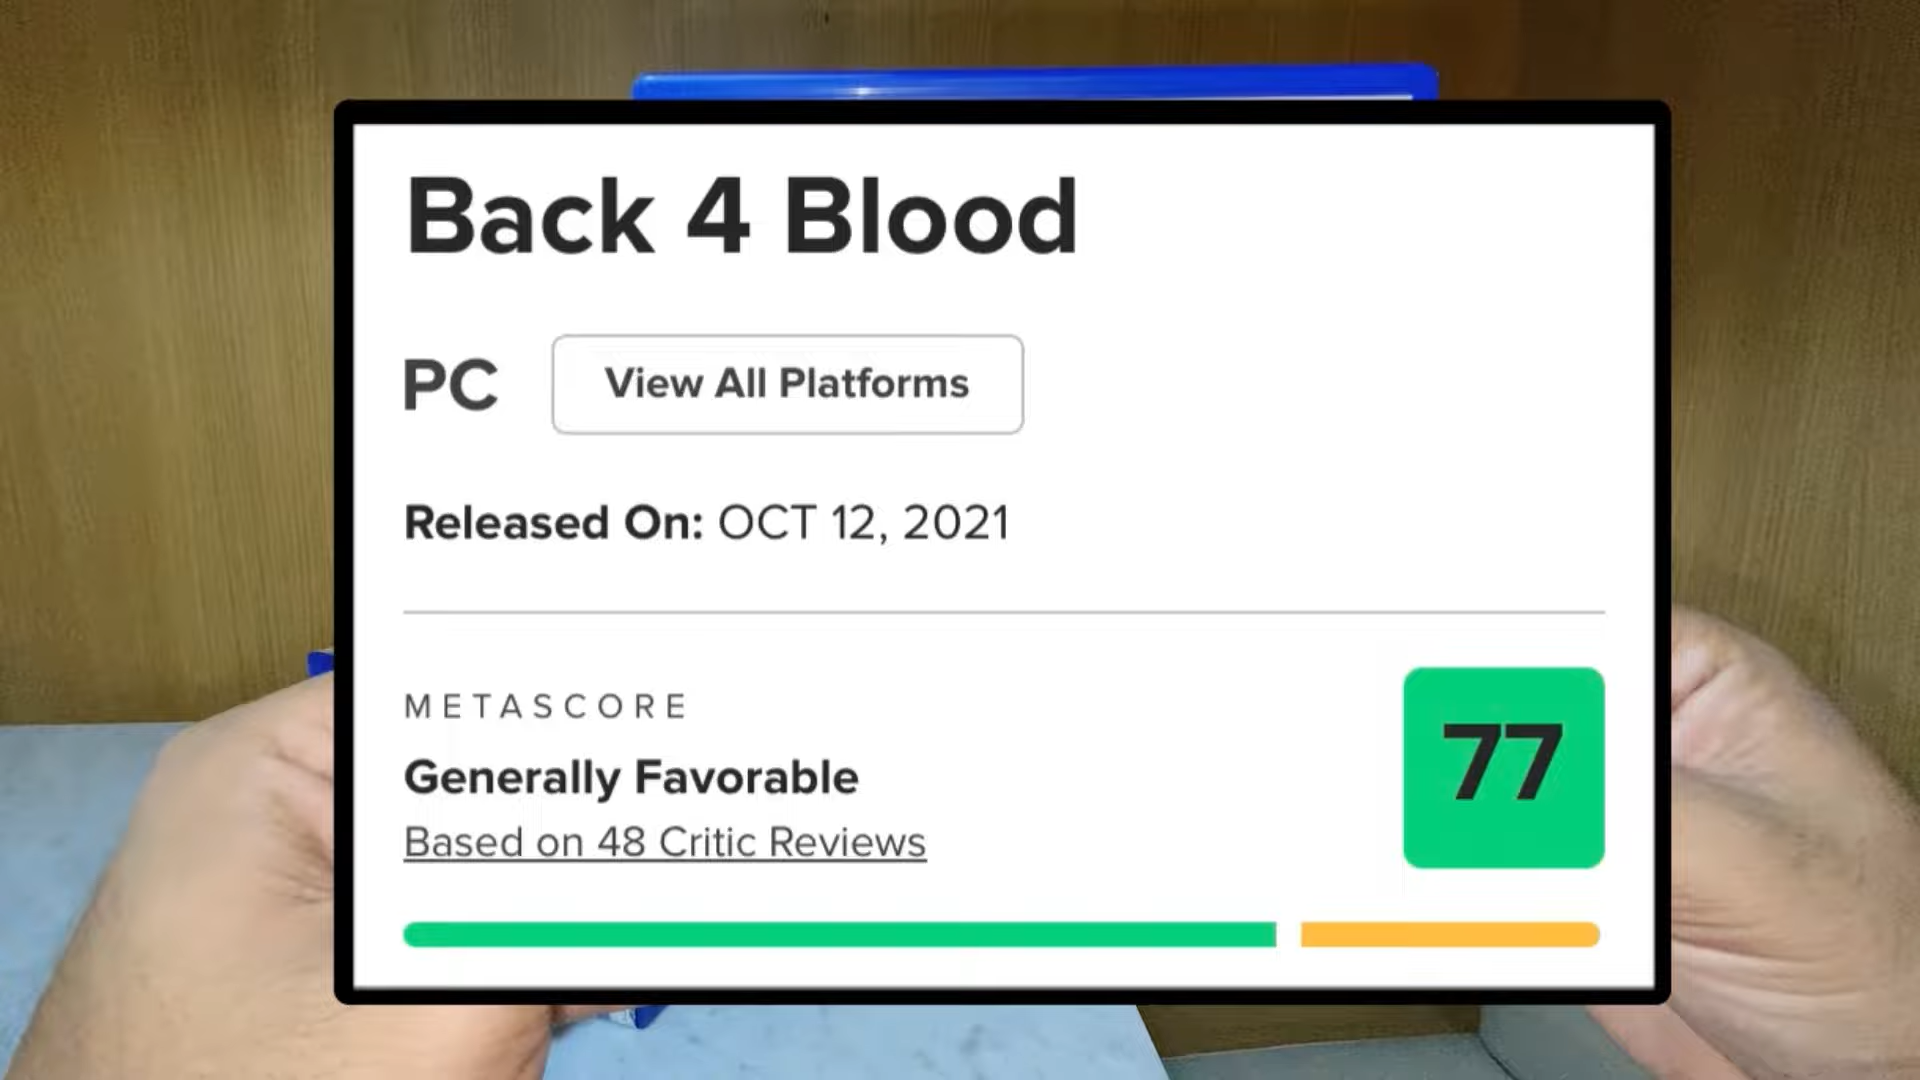 Back 4 Blood
PC View All Platforms
Released On: OCT 12, 2021
METASCORE
77
Generally Favorable
Based on 48 Critic Reviews